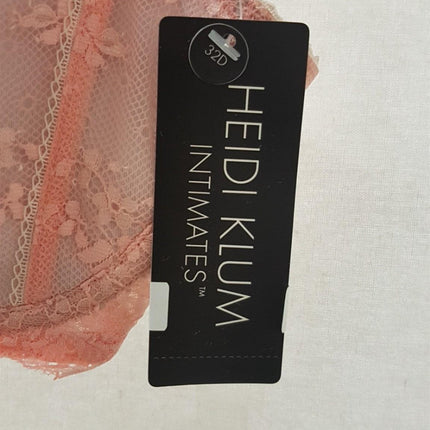 32D
HEIDI KLUM
INTIMATES™